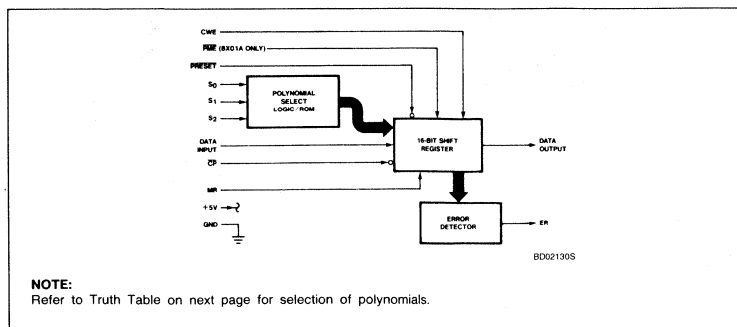 CWE
PME (8X01A ONLY)
PRESET
S0
S1
S2
POLYNOMIAL
SELECT
LOGIC/ROM
DATA
INPUT
CP
16-BIT SHIFT
REGISTER
DATA
OUTPUT
MR
+5V
GND
ERROR
DETECTOR
ER
BD02130S
NOTE:
Refer to Truth Table on next page for selection of polynomials.